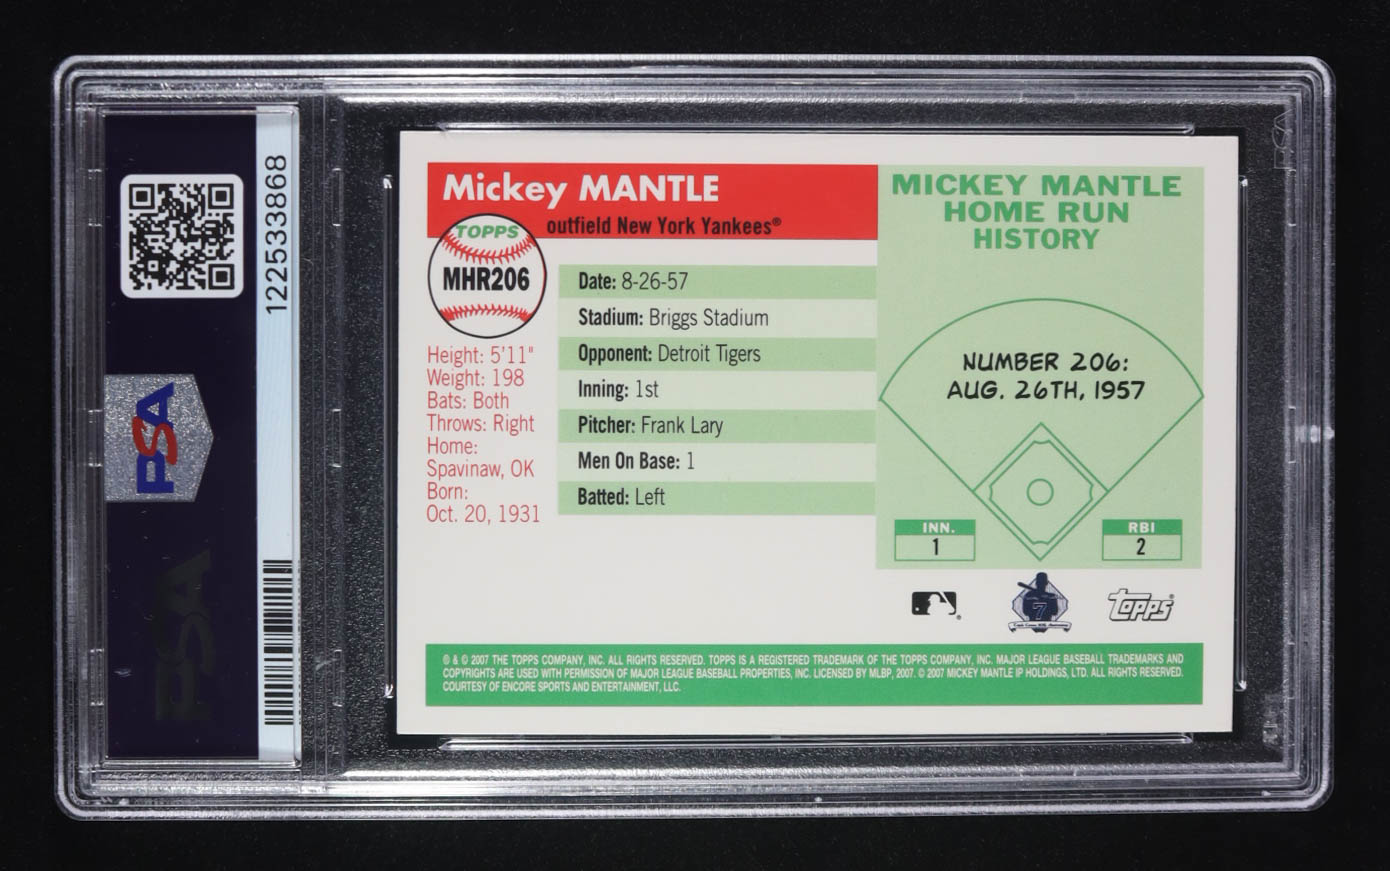 122533868
PSA
PSA
Mickey MANTLE
outfield New York Yankees®
TOPPS
MHR206
Height: 5'11"
Weight: 198
Bats: Both
Throws: Right
Home:
Spavinaw, OK
Born:
Oct. 20, 1931
Date: 8-26-57
Stadium: Briggs Stadium
Opponent: Detroit Tigers
Inning: 1st
Pitcher: Frank Lary
Men On Base: 1
Batted: Left
MICKEY MANTLE
HOME RUN
HISTORY
NUMBER 206:
AUG. 26TH, 1957
INN.
1
RBI
2
7
Topps®
® & © 2007 THE TOPPS COMPANY, INC. ALL RIGHTS RESERVED. TOPPS IS A REGISTERED TRADEMARK OF THE TOPPS COMPANY, INC. MAJOR LEAGUE BASEBALL TRADEMARKS AND
COPYRIGHTS ARE USED WITH PERMISSION OF MAJOR LEAGUE BASEBALL PROPERTIES, INC. LICENSED BY MLBP, 2007. © 2007 MICKEY MANTLE IP HOLDINGS, LTD. ALL RIGHTS RESERVED.
COURTESY OF ENCORE SPORTS AND ENTERTAINMENT, LLC.